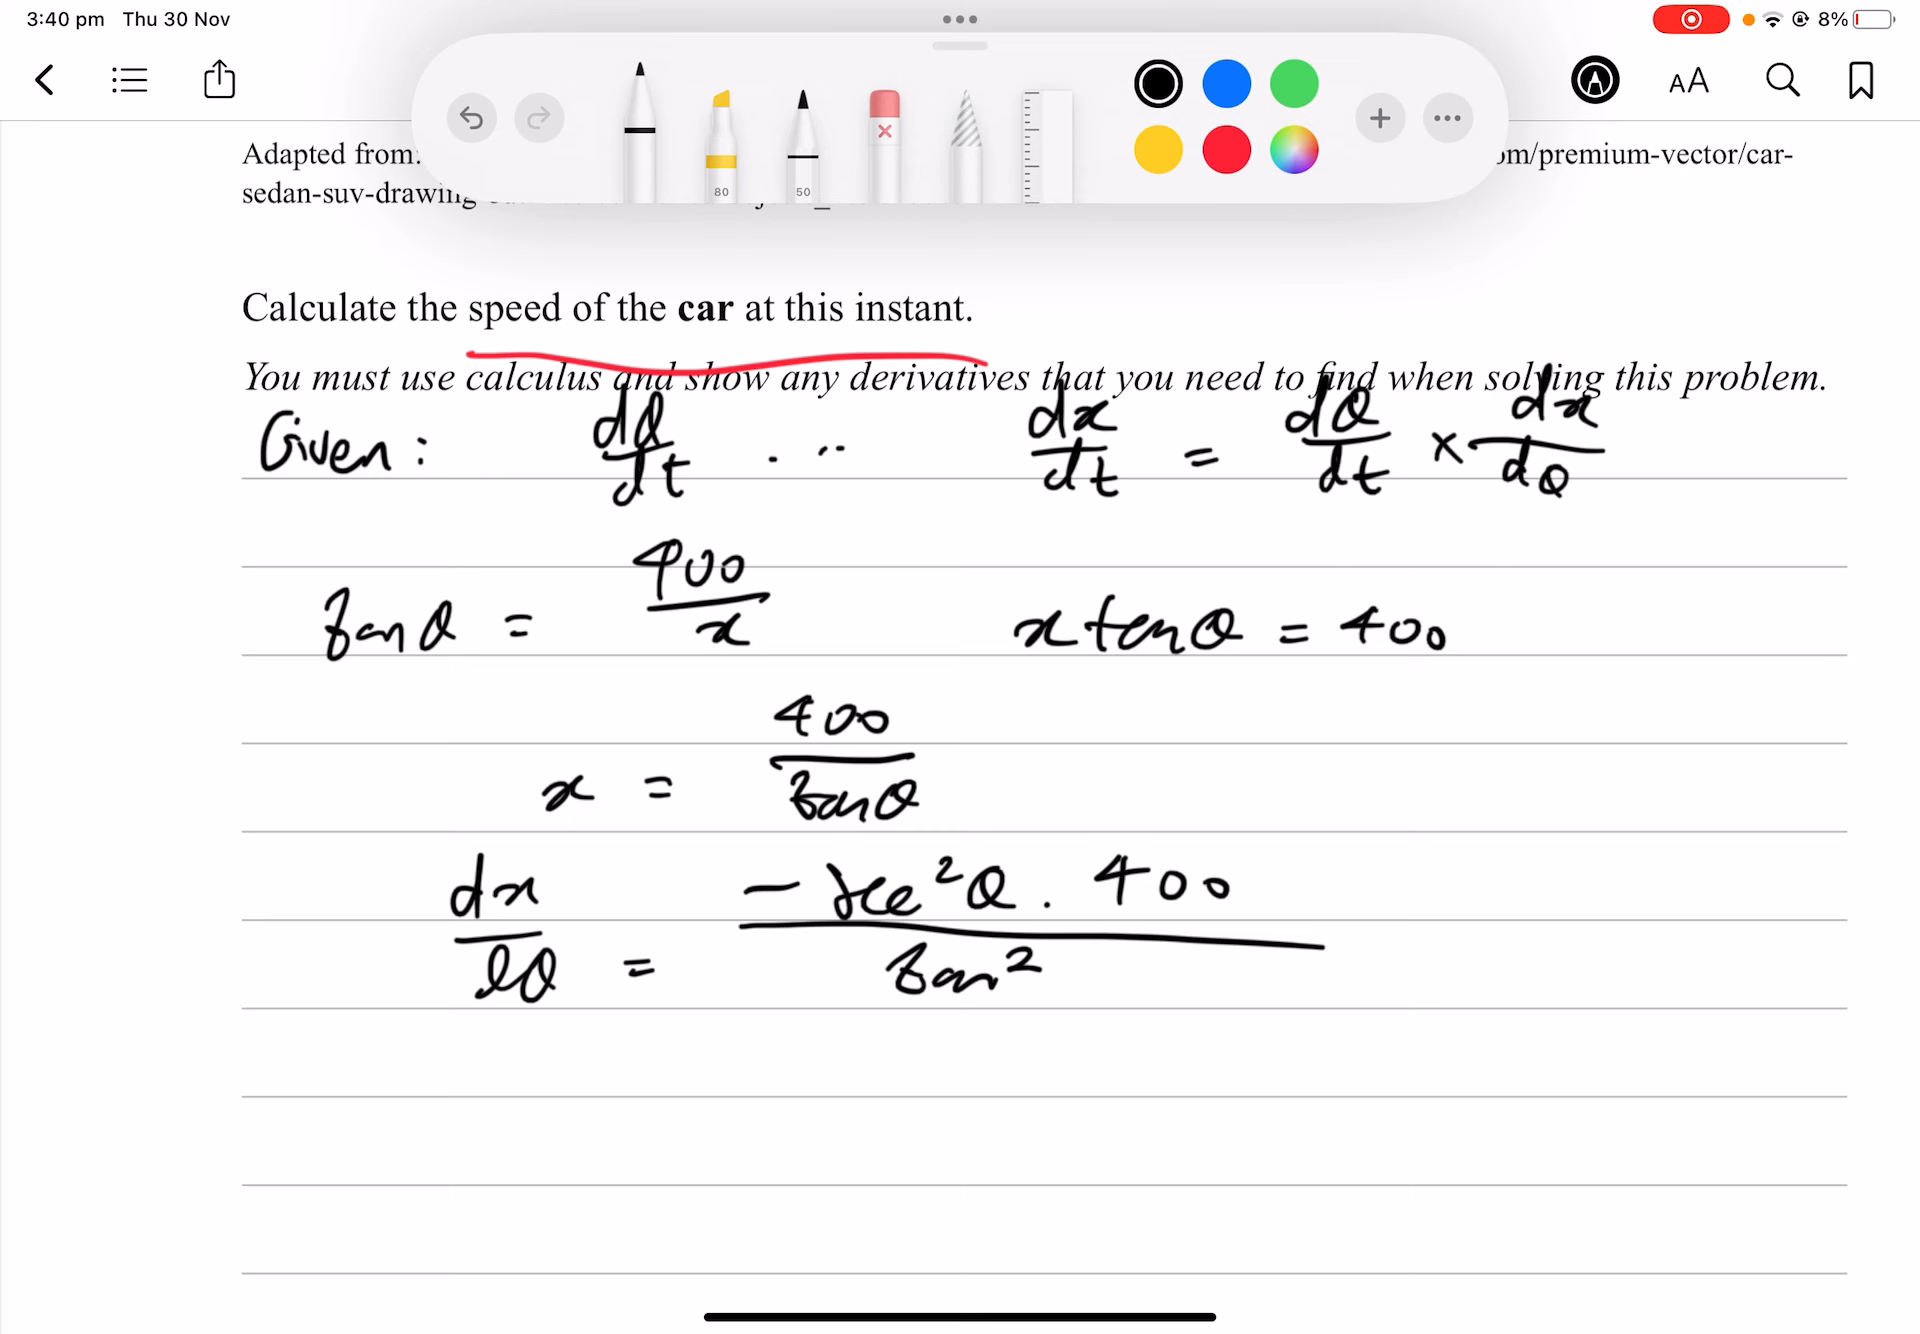 3:40 pm Thu 30 Nov 8%
80 50
AA
Adapted from: om/premium-vector/car-
sedan-suv-drawing
Calculate the speed of the car at this instant.
You must use calculus and show any derivatives that you need to find when solving this problem.
Given: dθ/dt . .. dx/dt = dθ/dt × dx/dθ
tanθ = 400/x x tanθ = 400
x = 400/tanθ
dx/dθ = − sec²θ . 400 / tan²